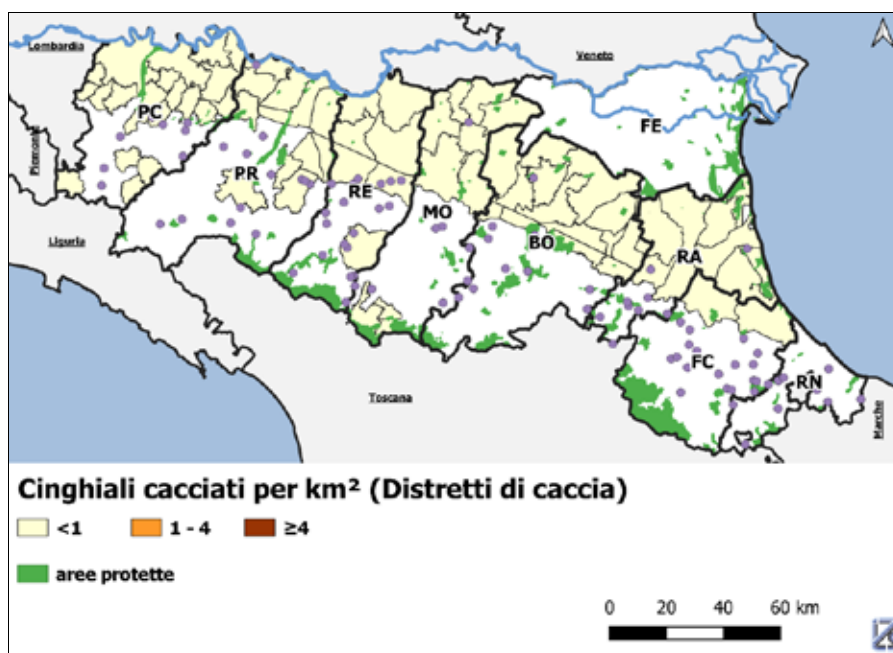 Lombardia
Veneto
PC
FE
Piemonte
PR
RE
MO
BO
RA
Liguria
FC
RN
Toscana
Marche
Cinghiali cacciati per km² (Distretti di caccia)
<1 1 - 4 ≥4
aree protette
0 20 40 60 km